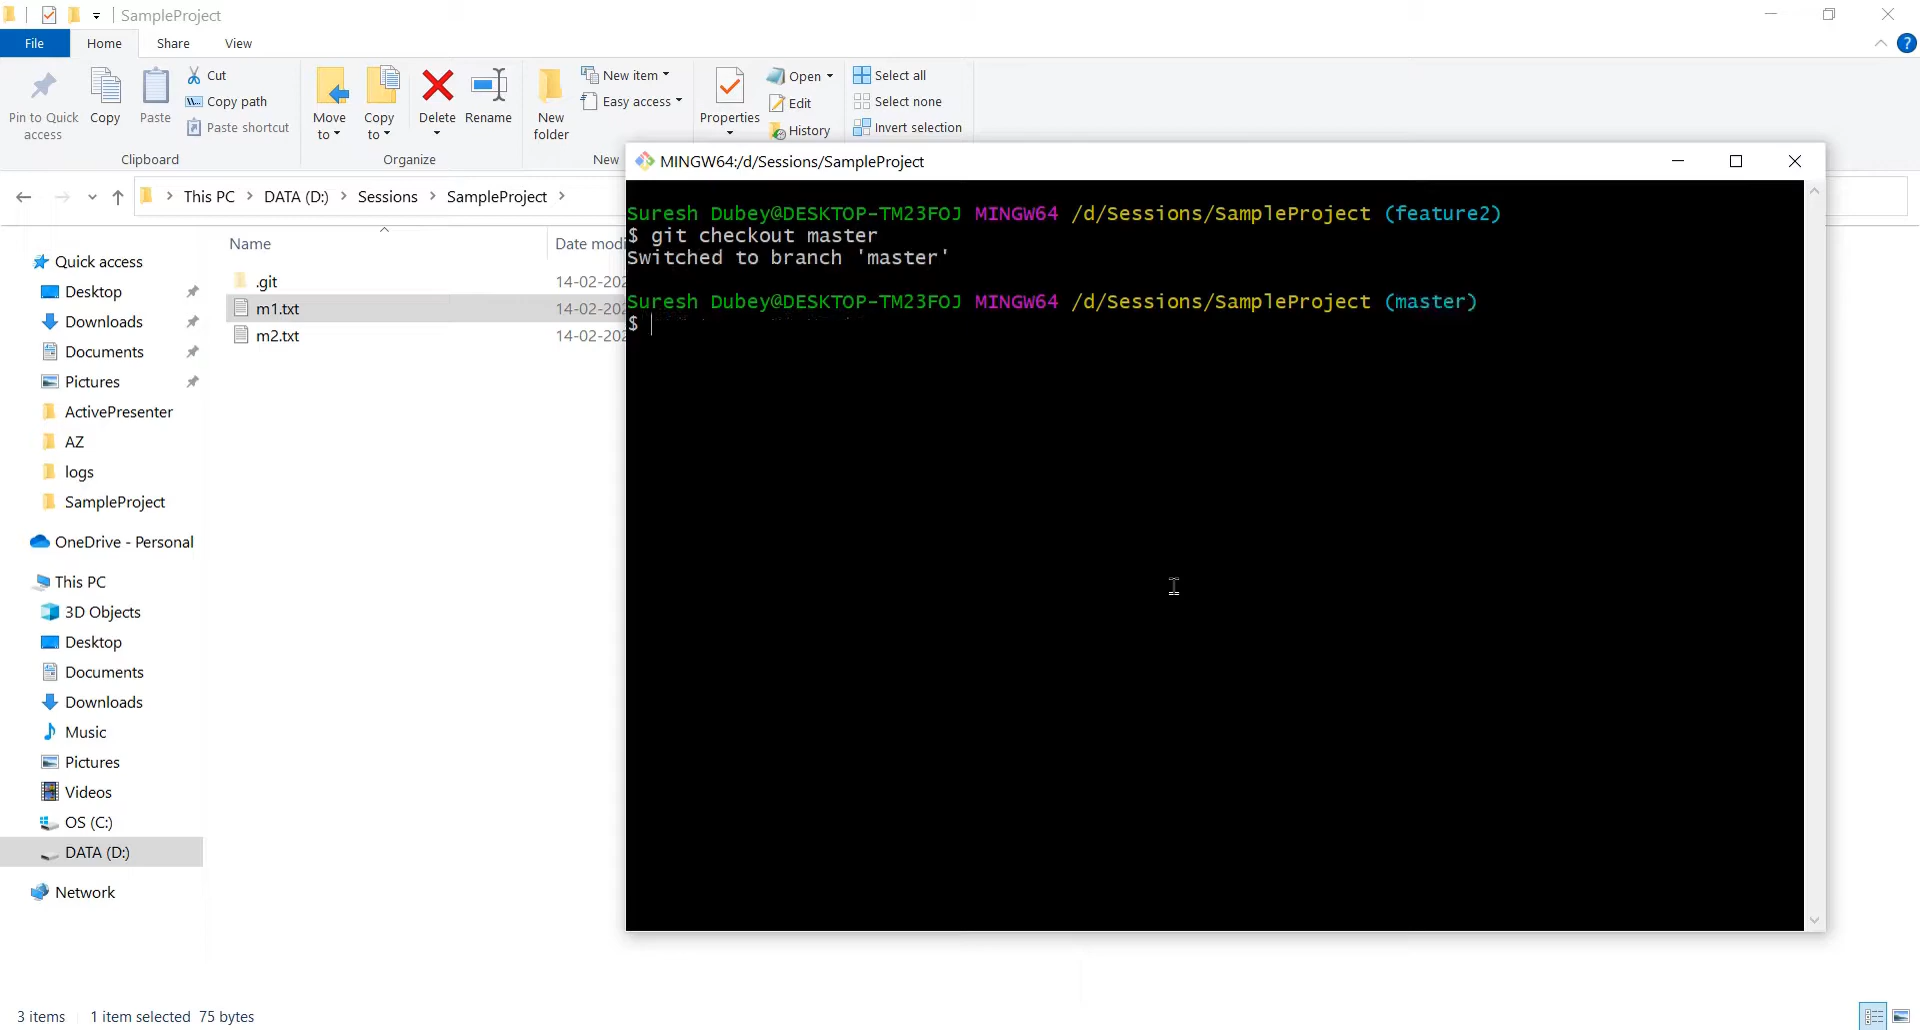 SampleProject
File Home Share View
Pin to Quick access
Copy
Paste
Cut
Copy path
Paste shortcut
Clipboard
Move to
Copy to
Delete
Rename
Organize
New folder
New item
Easy access
New
Properties
Open
Edit
History
Select all
Select none
Invert selection
This PC > DATA (D:) > Sessions > SampleProject >
Name Date modi
.git 14-02-202
m1.txt 14-02-202
m2.txt 14-02-202
Quick access
Desktop
Downloads
Documents
Pictures
ActivePresenter
AZ
logs
SampleProject
OneDrive - Personal
This PC
3D Objects
Desktop
Documents
Downloads
Music
Pictures
Videos
OS (C:)
DATA (D:)
Network
3 items 1 item selected 75 bytes
MINGW64:/d/Sessions/SampleProject
Suresh Dubey@DESKTOP-TM23FOJ MINGW64 /d/Sessions/SampleProject (feature2)
$ git checkout master
Switched to branch 'master'
Suresh Dubey@DESKTOP-TM23FOJ MINGW64 /d/Sessions/SampleProject (master)
$